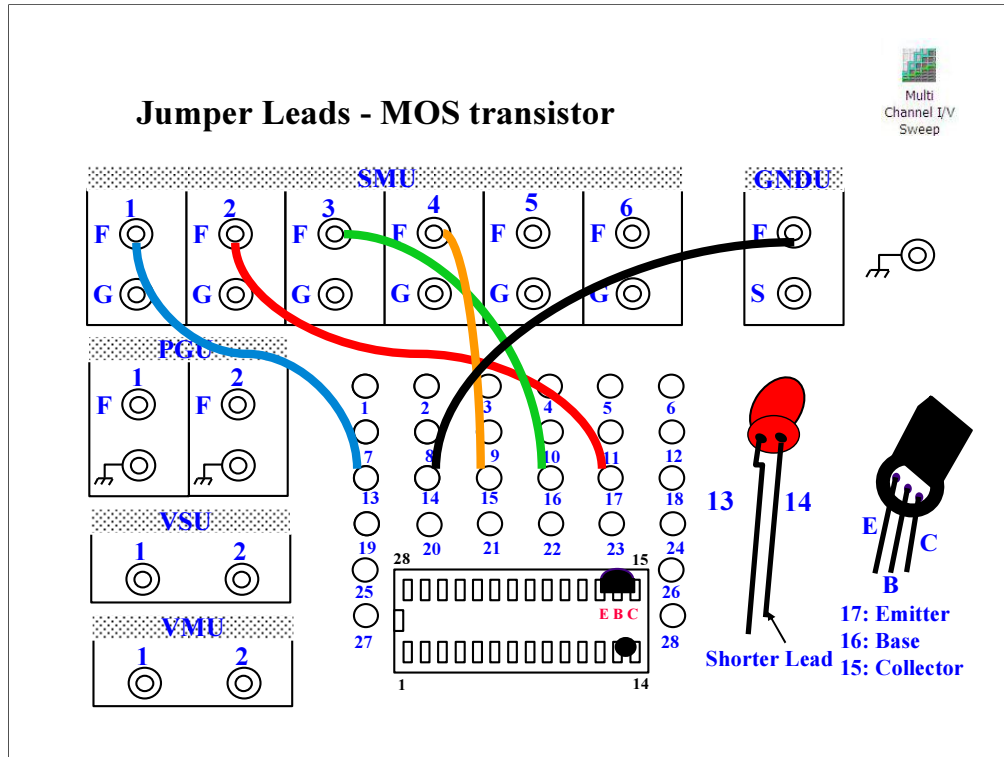 Multi
Channel I/V
Sweep
Jumper Leads - MOS transistor
SMU
GNDU
1 2 3 4 5 6
F F F F F F F
G G G G G G S
PGU
1 2
F F
1 2 3 4 5 6
7 8 9 10 11 12
13 14 15 16 17 18
19 20 21 22 23 24
VSU
1 2
28 15
25 26
E B C
27 28
1 14
VMU
1 2
13 14
Shorter Lead
E
B
C
17: Emitter
16: Base
15: Collector